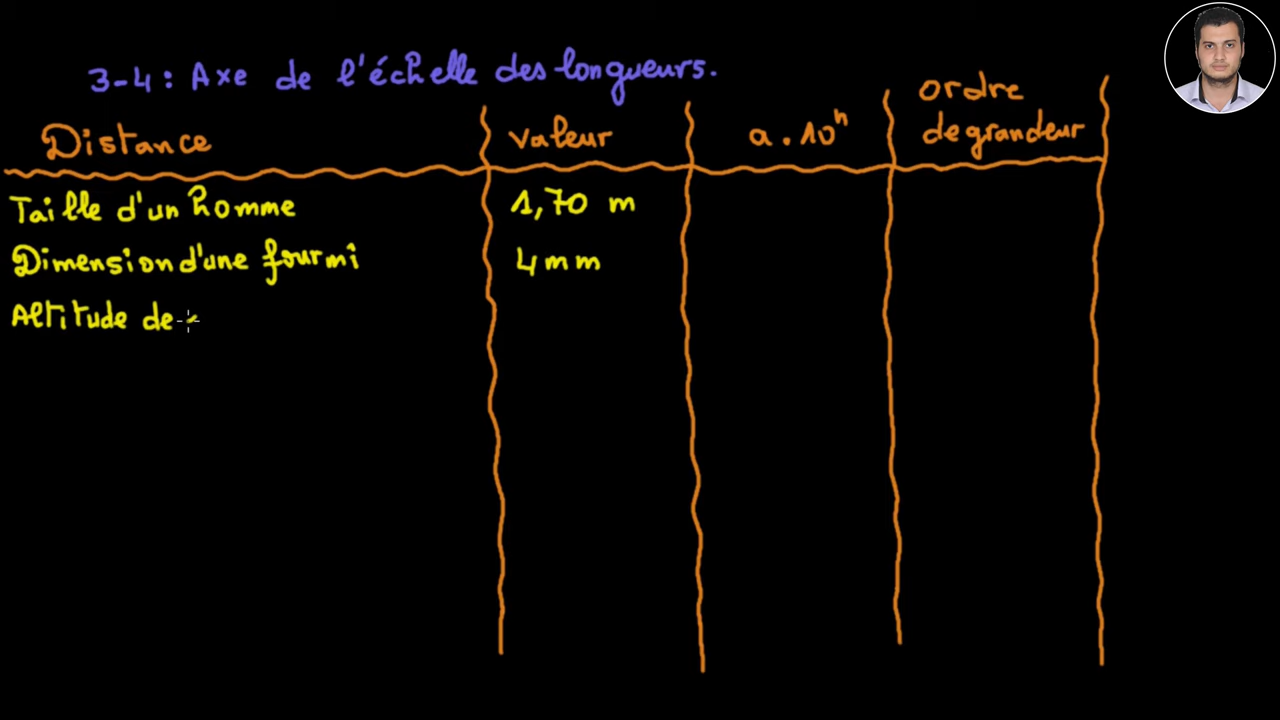 3-4 : Axe de l'échelle des longueurs.
Distance valeur a . 10ⁿ ordre de grandeur
Taille d'un homme 1,70 m
Dimension d'une fourmi 4 mm
Altitude de